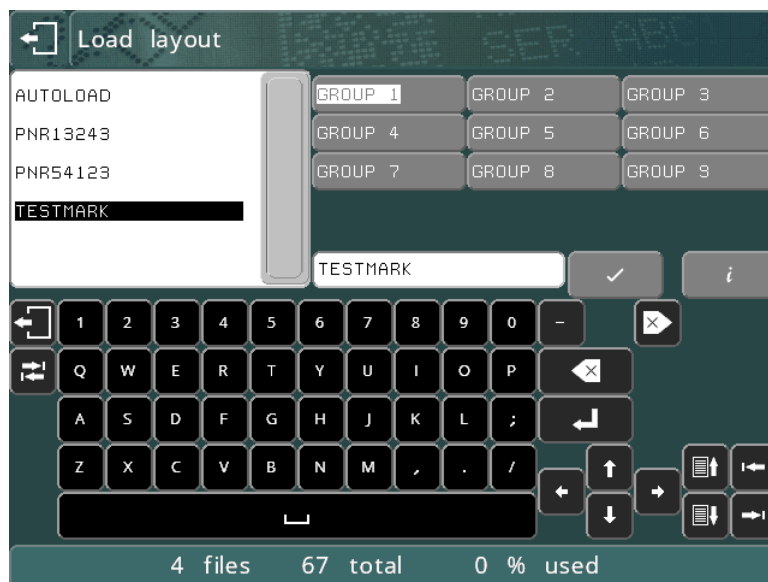 Load layout
AUTOLOAD
PNR13243
PNR54123
TESTMARK
GROUP 1 GROUP 2 GROUP 3
GROUP 4 GROUP 5 GROUP 6
GROUP 7 GROUP 8 GROUP 9
TESTMARK
i
1 2 3 4 5 6 7 8 9 0 -
Q W E R T Y U I O P
A S D F G H J K L ;
Z X C V B N M , . /
4 files 67 total 0 % used